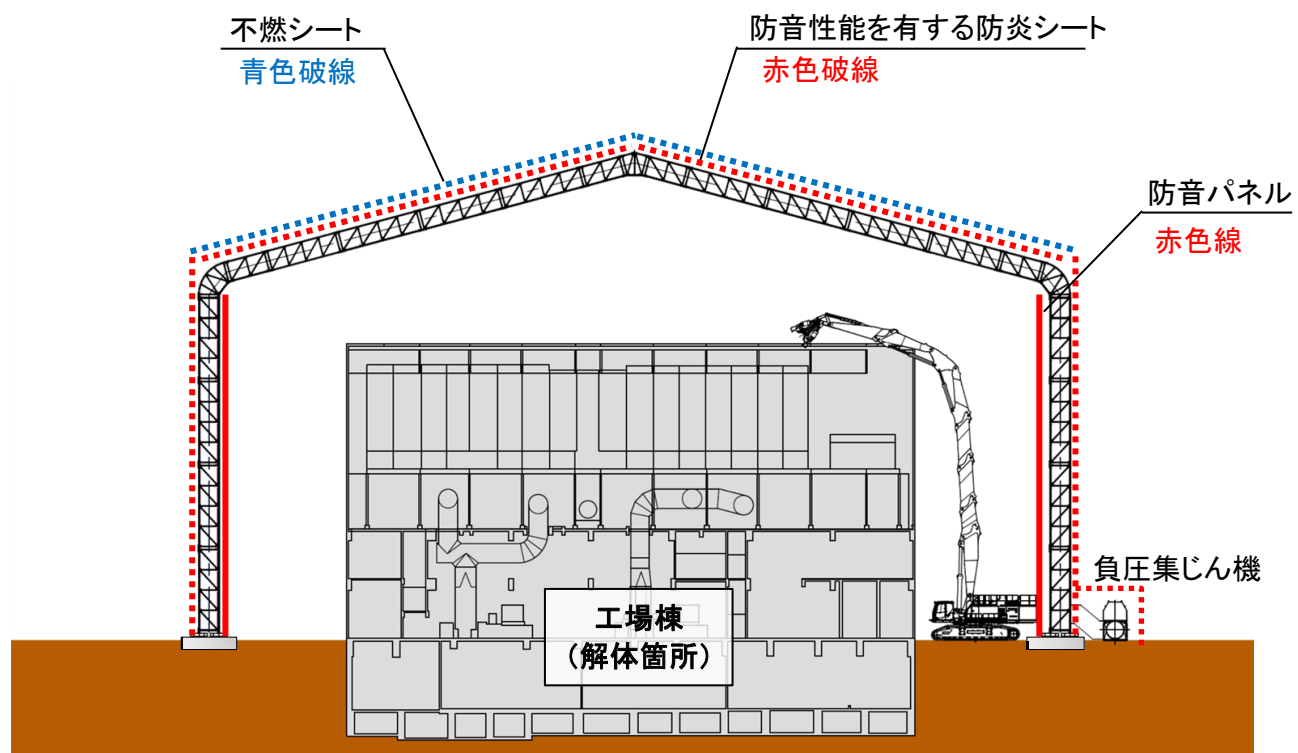 不燃シート
青色破線
防音性能を有する防炎シート
赤色破線
防音パネル
赤色線
負圧集じん機
工場棟
（解体箇所）